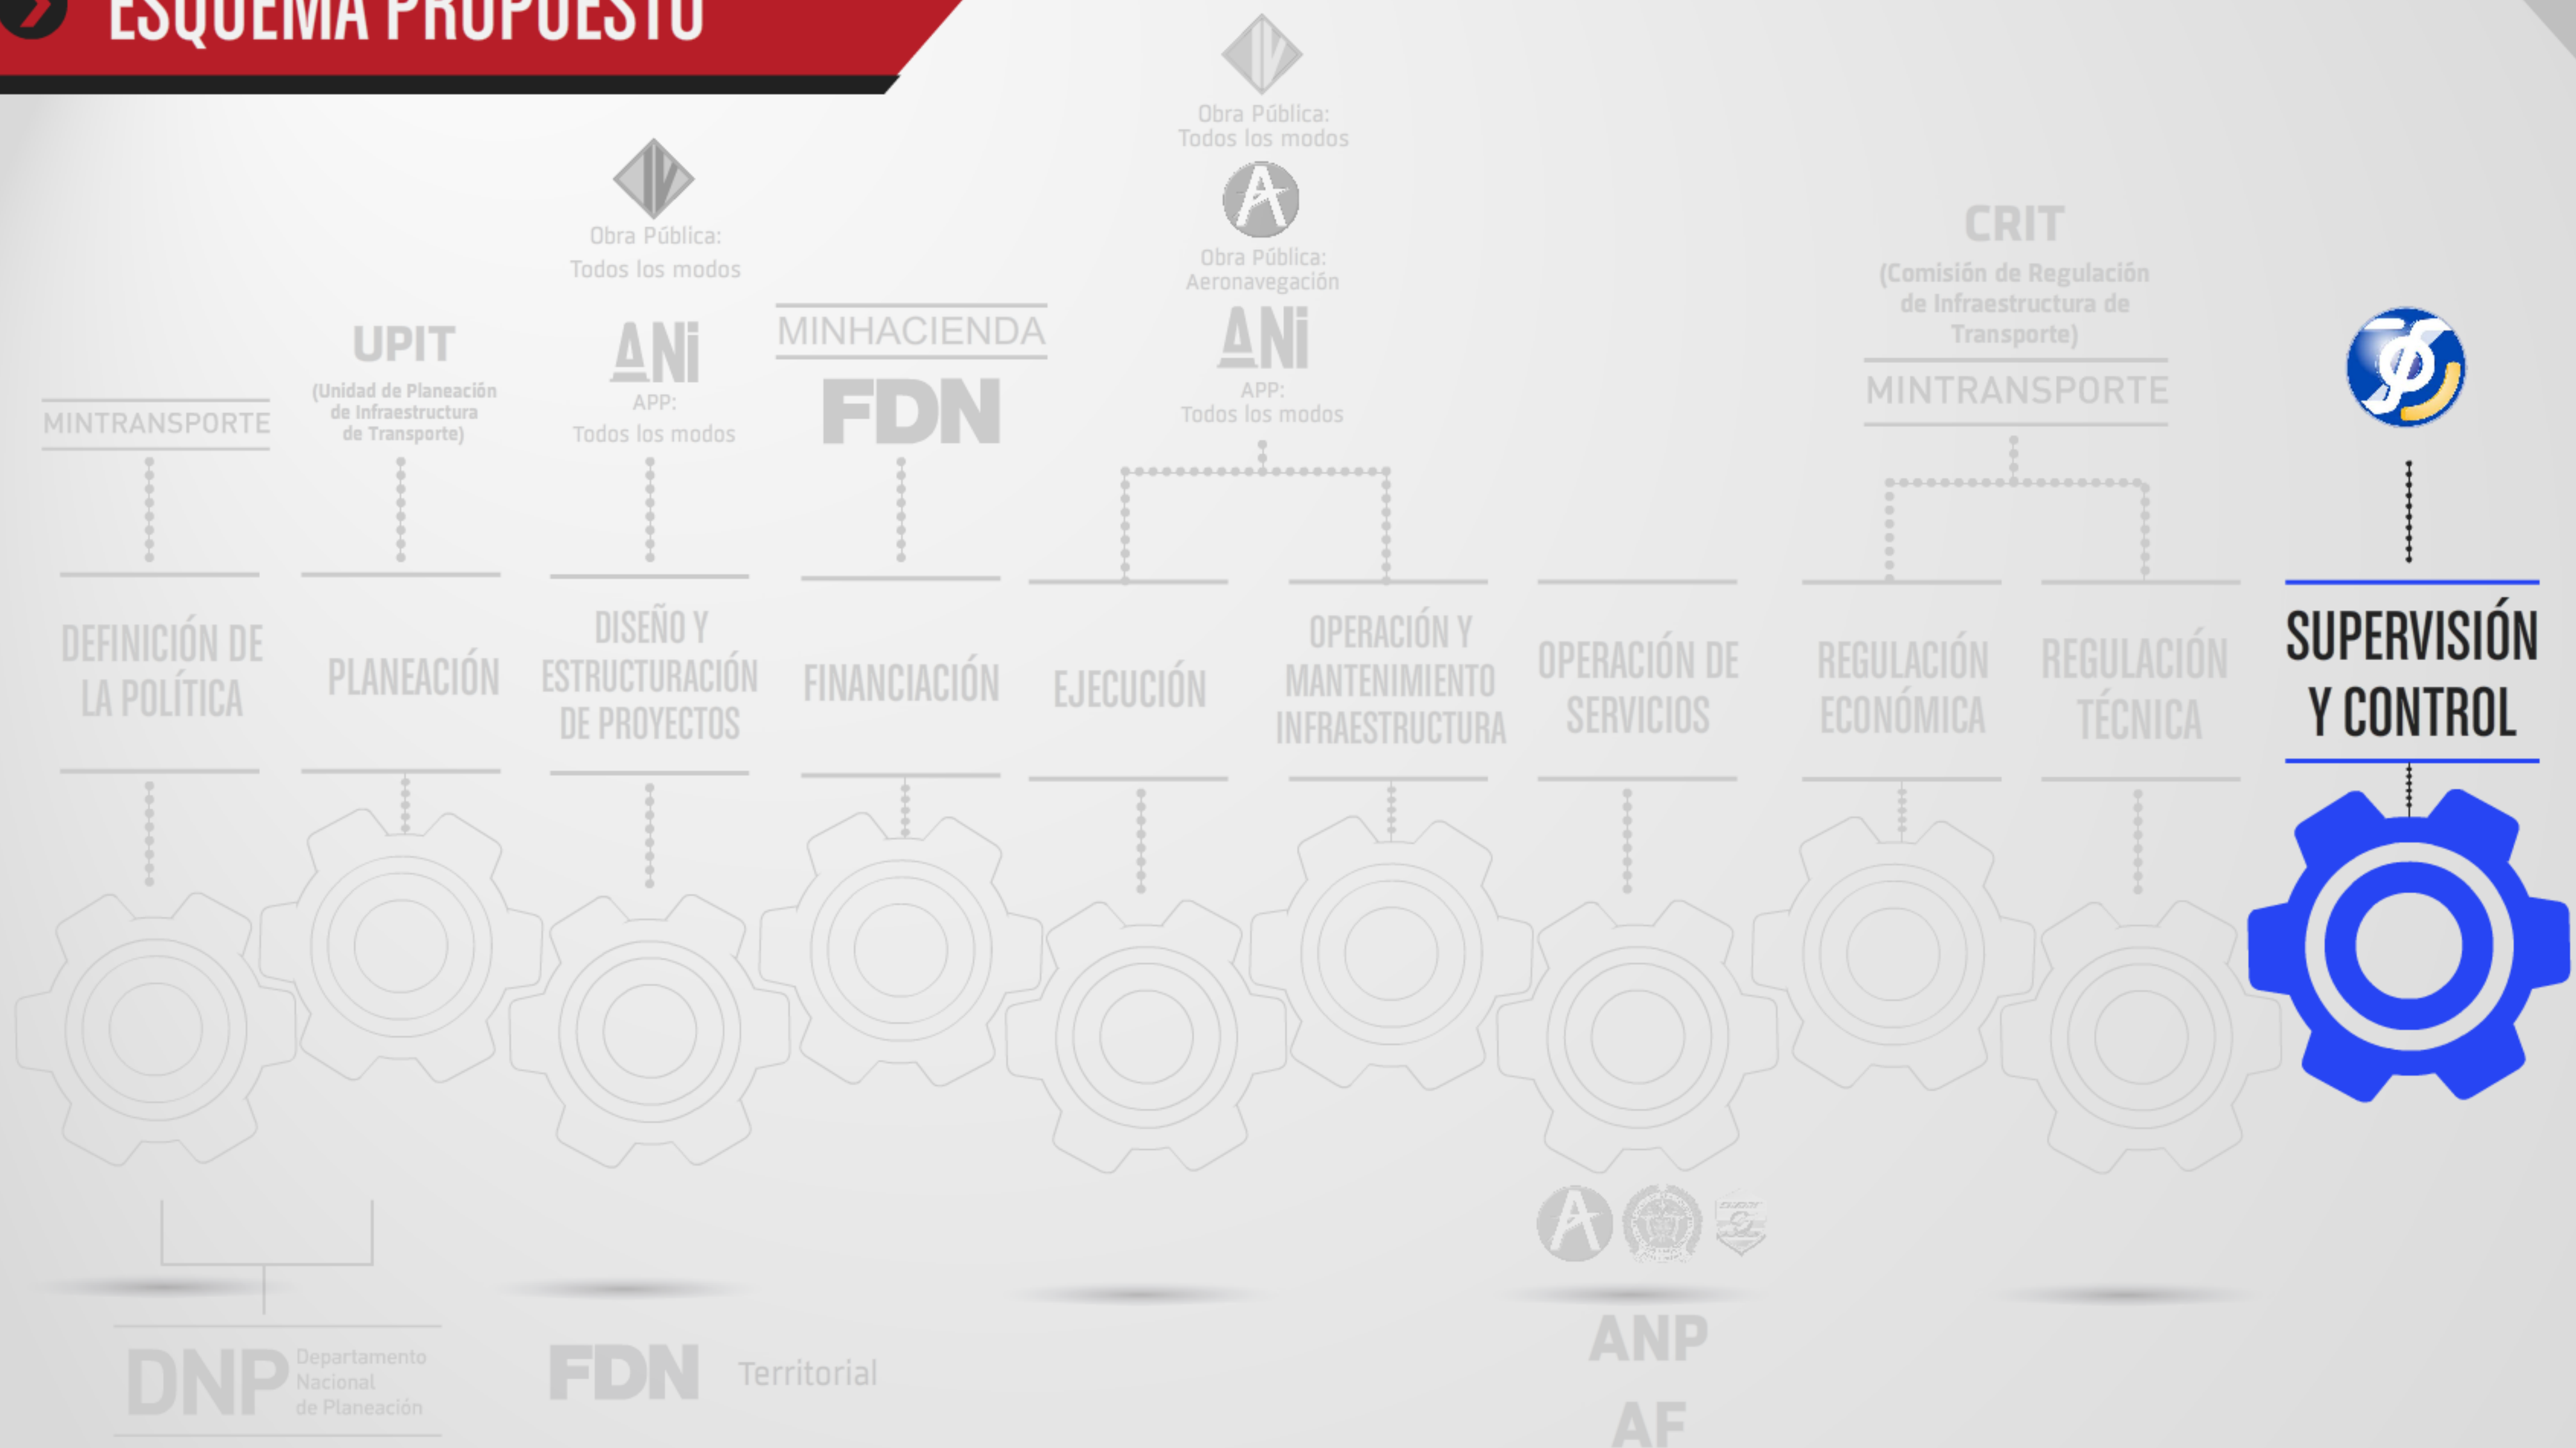 ESQUEMA PROPUESTO
Obra Pública:
Todos los modos
Obra Pública:
Aeronavegación
ANi
APP:
Todos los modos
Obra Pública:
Todos los modos
ANi
APP:
Todos los modos
MINTRANSPORTE
UPIT
(Unidad de Planeación
de Infraestructura
de Transporte)
MINHACIENDA
FDN
CRIT
(Comisión de Regulación
de Infraestructura de
Transporte)
MINTRANSPORTE
DEFINICIÓN DE
LA POLÍTICA
PLANEACIÓN
DISEÑO Y
ESTRUCTURACIÓN
DE PROYECTOS
FINANCIACIÓN
EJECUCIÓN
OPERACIÓN Y
MANTENIMIENTO
INFRAESTRUCTURA
OPERACIÓN DE
SERVICIOS
REGULACIÓN
ECONÓMICA
REGULACIÓN
TÉCNICA
SUPERVISIÓN
Y CONTROL
DNP
Departamento
Nacional
de Planeación
FDN
Territorial
ANP
AF